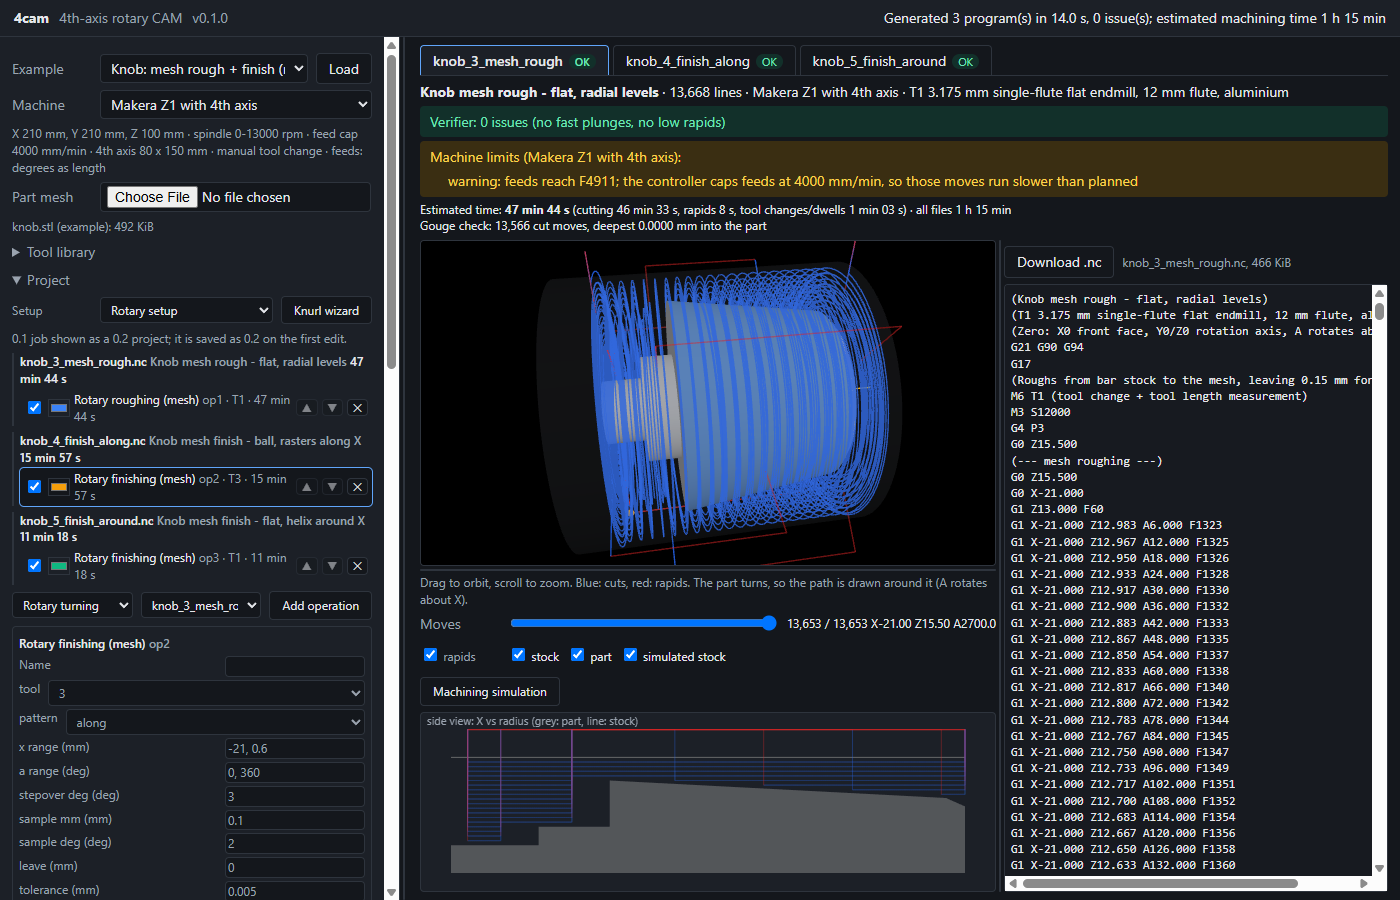 4cam 4th-axis rotary CAM v0.1.0
Generated 3 program(s) in 14.0 s, 0 issue(s); estimated machining time 1 h 15 min
Example Knob: mesh rough + finish ( Load
Machine Makera Z1 with 4th axis
X 210 mm, Y 210 mm, Z 100 mm · spindle 0-13000 rpm · feed cap
4000 mm/min · 4th axis 80 x 150 mm · manual tool change · feeds:
degrees as length
Part mesh Choose File No file chosen
knob.stl (example): 492 KiB
Tool library
Project
Setup Rotary setup Knurl wizard
0.1 job shown as a 0.2 project; it is saved as 0.2 on the first edit.
knob_3_mesh_rough.nc Knob mesh rough - flat, radial levels 47
min 44 s
Rotary roughing (mesh) op1 · T1 · 47 min
44 s
knob_4_finish_along.nc Knob mesh finish - ball, rasters along X
15 min 57 s
Rotary finishing (mesh) op2 · T3 · 15 min
57 s
knob_5_finish_around.nc Knob mesh finish - flat, helix around X
11 min 18 s
Rotary finishing (mesh) op3 · T1 · 11 min
18 s
Rotary turning knob_3_mesh_rc Add operation
Rotary finishing (mesh) op2
Name
tool 3
pattern along
x range (mm) -21, 0.6
a range (deg) 0, 360
stepover deg (deg) 3
sample mm (mm) 0.1
sample deg (deg) 2
leave (mm) 0
tolerance (mm) 0.005
knob_3_mesh_rough OK knob_4_finish_along OK knob_5_finish_around OK
Knob mesh rough - flat, radial levels · 13,668 lines · Makera Z1 with 4th axis · T1 3.175 mm single-flute flat endmill, 12 mm flute, aluminium
Verifier: 0 issues (no fast plunges, no low rapids)
Machine limits (Makera Z1 with 4th axis):
warning: feeds reach F4911; the controller caps feeds at 4000 mm/min, so those moves run slower than planned
Estimated time: 47 min 44 s (cutting 46 min 33 s, rapids 8 s, tool changes/dwells 1 min 03 s) · all files 1 h 15 min
Gouge check: 13,566 cut moves, deepest 0.0000 mm into the part
Drag to orbit, scroll to zoom. Blue: cuts, red: rapids. The part turns, so the path is drawn around it (A rotates
about X).
Moves 13,653 / 13,653 X-21.00 Z15.50 A2700.0
rapids stock part simulated stock
Machining simulation
side view: X vs radius (grey: part, line: stock)
Download .nc knob_3_mesh_rough.nc, 466 KiB
(Knob mesh rough - flat, radial levels)
(T1 3.175 mm single-flute flat endmill, 12 mm flute, al
(Zero: X0 front face, Y0/Z0 rotation axis, A rotates ab
G21 G90 G94
G17
(Roughs from bar stock to the mesh, leaving 0.15 mm for
M6 T1 (tool change + tool length measurement)
M3 S12000
G4 P3
G0 Z15.500
(--- mesh roughing ---)
G0 Z15.500
G0 X-21.000
G1 Z13.000 F60
G1 X-21.000 Z12.983 A6.000 F1323
G1 X-21.000 Z12.967 A12.000 F1325
G1 X-21.000 Z12.950 A18.000 F1326
G1 X-21.000 Z12.933 A24.000 F1328
G1 X-21.000 Z12.917 A30.000 F1330
G1 X-21.000 Z12.900 A36.000 F1332
G1 X-21.000 Z12.883 A42.000 F1333
G1 X-21.000 Z12.867 A48.000 F1335
G1 X-21.000 Z12.850 A54.000 F1337
G1 X-21.000 Z12.833 A60.000 F1338
G1 X-21.000 Z12.817 A66.000 F1340
G1 X-21.000 Z12.800 A72.000 F1342
G1 X-21.000 Z12.783 A78.000 F1344
G1 X-21.000 Z12.767 A84.000 F1345
G1 X-21.000 Z12.750 A90.000 F1347
G1 X-21.000 Z12.733 A96.000 F1349
G1 X-21.000 Z12.717 A102.000 F1351
G1 X-21.000 Z12.700 A108.000 F1352
G1 X-21.000 Z12.683 A114.000 F1354
G1 X-21.000 Z12.667 A120.000 F1356
G1 X-21.000 Z12.650 A126.000 F1358
G1 X-21.000 Z12.633 A132.000 F1360